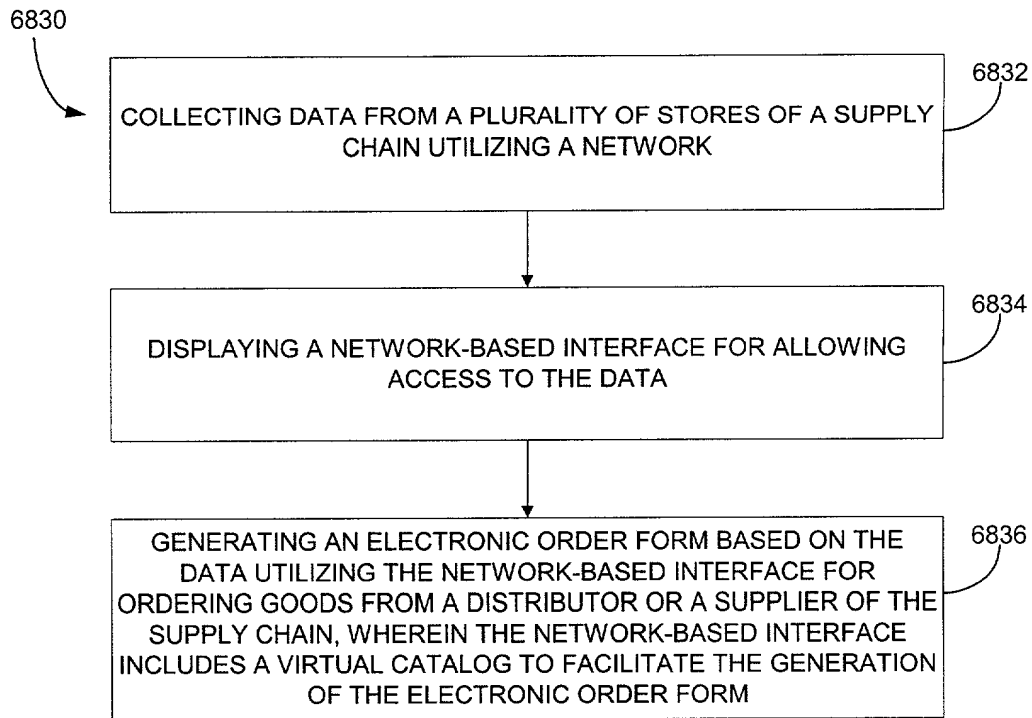 6830
6832
COLLECTING DATA FROM A PLURALITY OF STORES OF A SUPPLY
CHAIN UTILIZING A NETWORK
6834
DISPLAYING A NETWORK-BASED INTERFACE FOR ALLOWING
ACCESS TO THE DATA
6836
GENERATING AN ELECTRONIC ORDER FORM BASED ON THE
DATA UTILIZING THE NETWORK-BASED INTERFACE FOR
ORDERING GOODS FROM A DISTRIBUTOR OR A SUPPLIER OF THE
SUPPLY CHAIN, WHEREIN THE NETWORK-BASED INTERFACE
INCLUDES A VIRTUAL CATALOG TO FACILITATE THE GENERATION
OF THE ELECTRONIC ORDER FORM